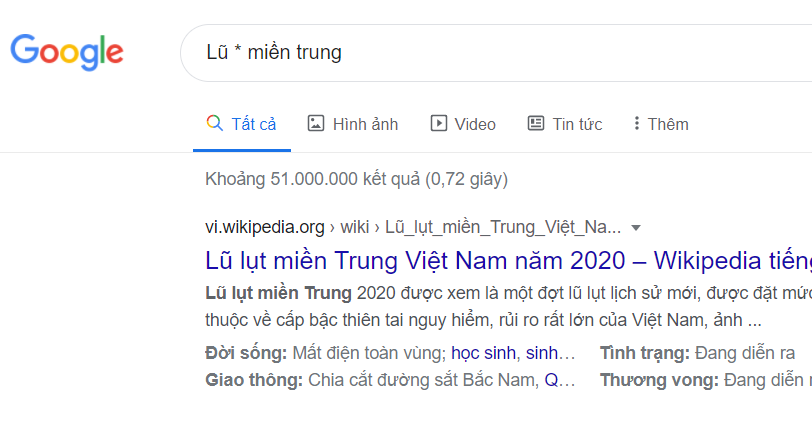 Google
Lũ * miền trung
Tất cả Hình ảnh Video Tin tức Thêm
Khoảng 51.000.000 kết quả (0,72 giây)
vi.wikipedia.org › wiki › Lũ_lụt_miền_Trung_Việt_Na...
Lũ lụt miền Trung Việt Nam năm 2020 – Wikipedia tiếng
Lũ lụt miền Trung 2020 được xem là một đợt lũ lụt lịch sử mới, được đặt mức
thuộc về cấp bậc thiên tai nguy hiểm, rủi ro rất lớn của Việt Nam, ảnh ...
Đời sống: Mất điện toàn vùng; học sinh, sinh… Tình trạng: Đang diễn ra
Giao thông: Chia cắt đường sắt Bắc Nam, Q… Thương vong: Đang diễn